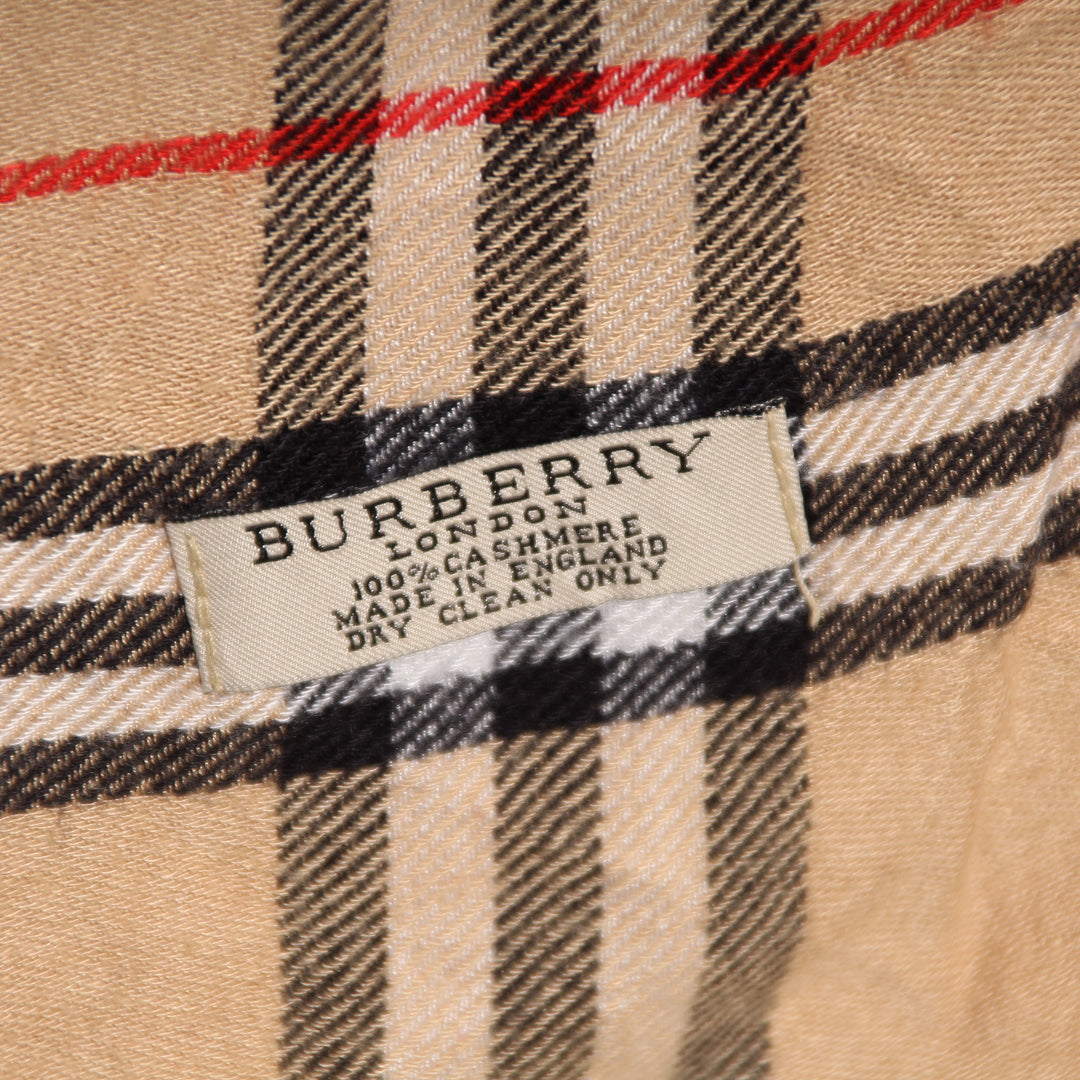 BURBERRY
LONDON
100% CASHMERE
MADE IN ENGLAND
DRY CLEAN ONLY